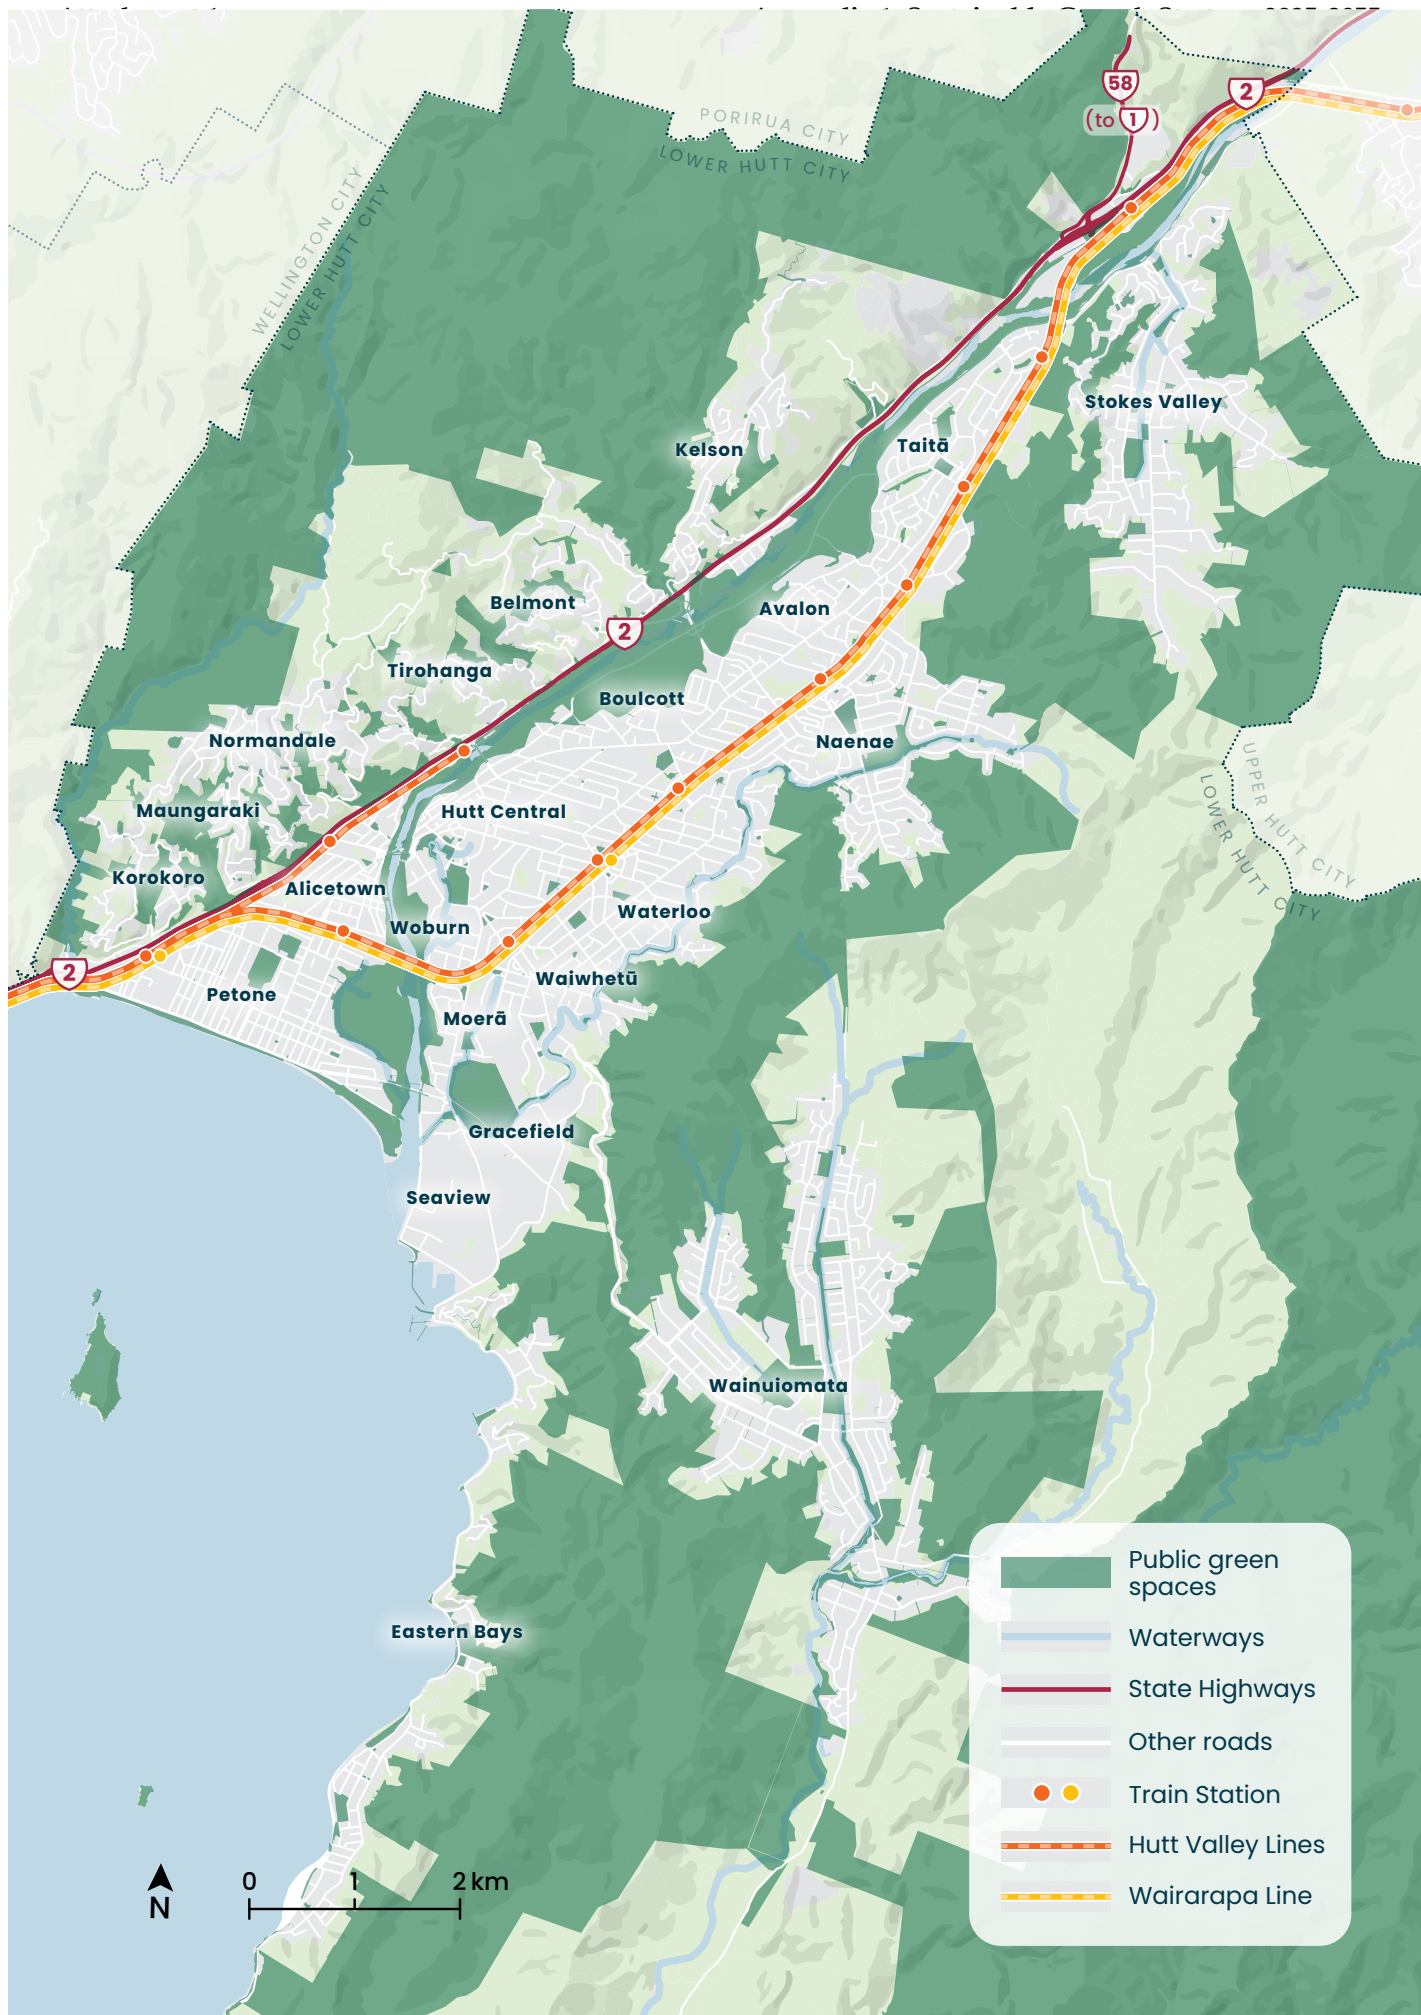 58
2
(to 1)
PORIRUA CITY
LOWER HUTT CITY
WELLINGTON CITY
LOWER HUTT CITY
Stokes Valley
Kelson
Taitā
Belmont
Avalon
2
Tirohanga
Boulcott
Normandale
Naenae
UPPER HUTT CITY
LOWER HUTT CITY
Maungaraki
Hutt Central
Korokoro
Alicetown
Waterloo
Woburn
2
Waiwhetū
Petone
Moerā
Gracefield
Seaview
Wainuiomata
Eastern Bays
Public green
spaces
Waterways
State Highways
Other roads
Train Station
Hutt Valley Lines
Wairarapa Line
0 1 2 km
N